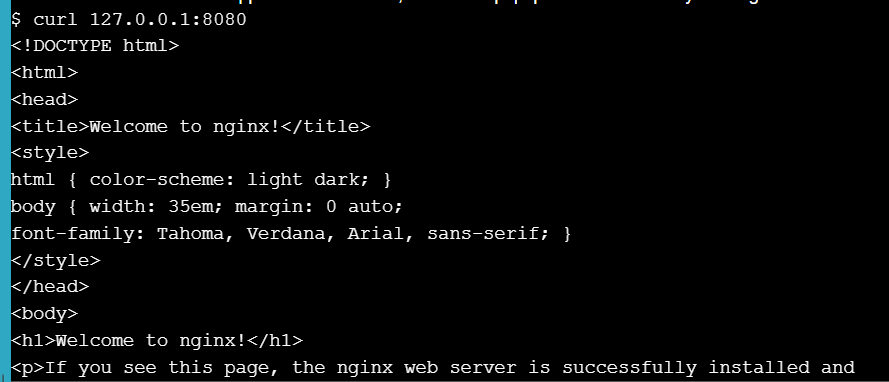 $ curl 127.0.0.1:8080
<!DOCTYPE html>
<html>
<head>
<title>Welcome to nginx!</title>
<style>
html { color-scheme: light dark; }
body { width: 35em; margin: 0 auto;
font-family: Tahoma, Verdana, Arial, sans-serif; }
</style>
</head>
<body>
<h1>Welcome to nginx!</h1>
<p>If you see this page, the nginx web server is successfully installed and